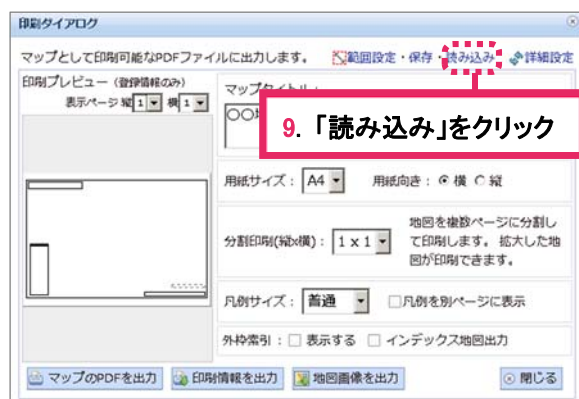 印刷ダイアログ
マップとして印刷可能なPDFファイルに出力します。 範囲設定・保存・読み込み 詳細設定
印刷プレビュー (登録情報のみ)
表示ページ 縦 1 横 1
マップタイトル:
○○
9. 「読み込み」をクリック
用紙サイズ: A4 用紙向き: 横 縦
分割印刷(縦x横): 1 x 1 地図を複数ページに分割し
て印刷します。拡大した地
図が印刷できます。
凡例サイズ: 普通 凡例を別ページに表示
外枠索引: 表示する インデックス地図出力
マップのPDFを出力 印刷情報を出力 地図画像を出力 閉じる